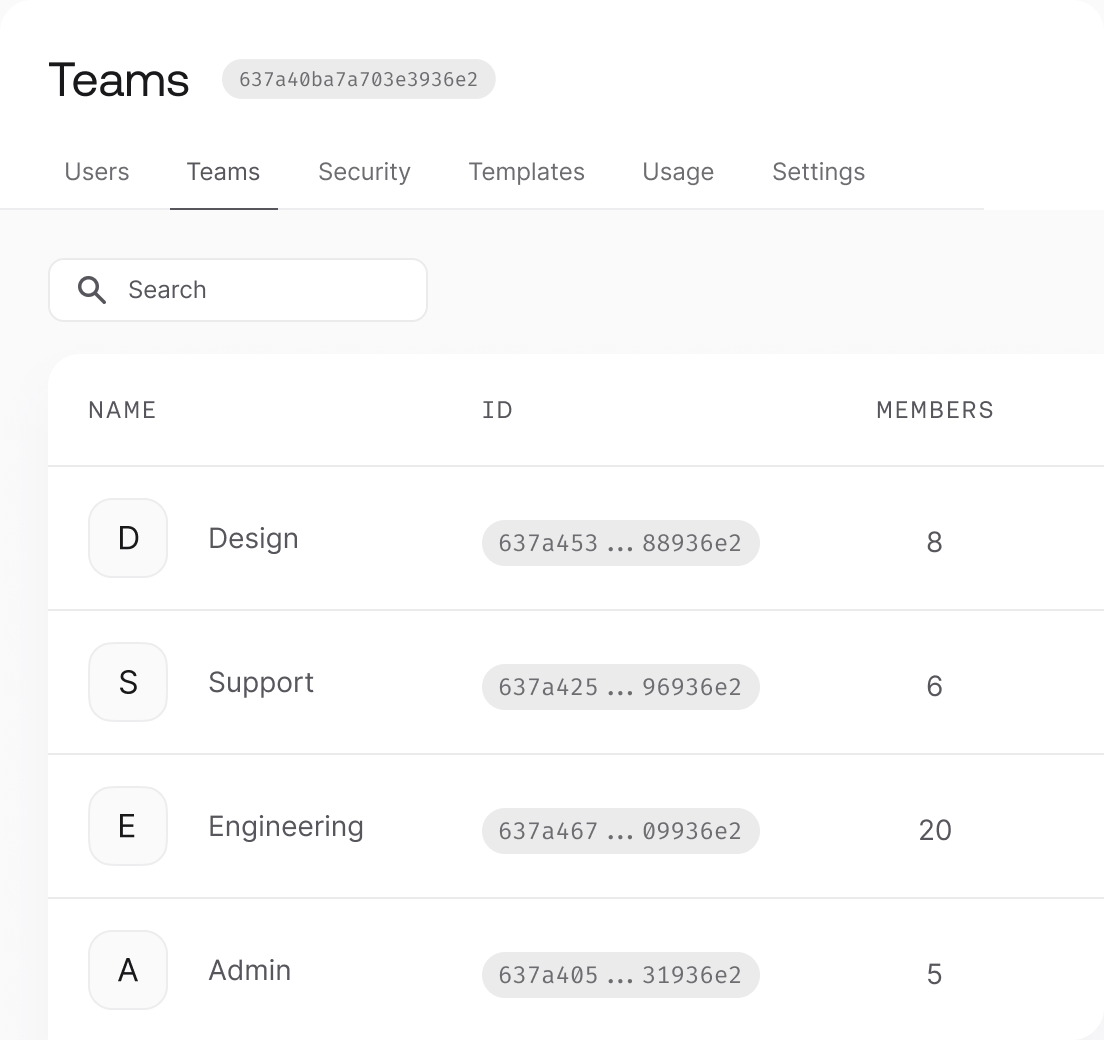 Teams 637a40ba7a703e3936e2
Users Teams Security Templates Usage Settings
Search
NAME ID MEMBERS
D Design 637a453...88936e2 8
S Support 637a425...96936e2 6
E Engineering 637a467...09936e2 20
A Admin 637a405...31936e2 5